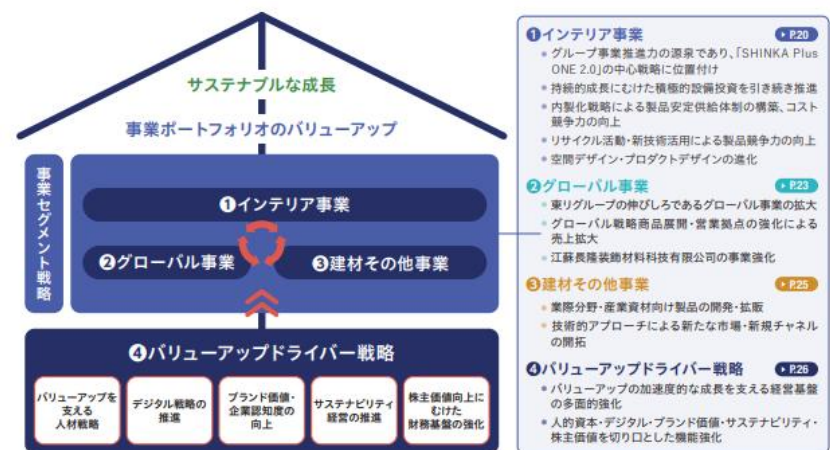 サステナブルな成長
事業ポートフォリオのバリューアップ
事業セグメント戦略
❶インテリア事業
❷グローバル事業
❸建材その他事業
❹バリューアップドライバー戦略
バリューアップを
支える
人材戦略
デジタル戦略の
推進
ブランド価値・
企業認知度の
向上
サステナビリティ
経営の推進
株主価値向上に
むけた
財務基盤の強化
❶インテリア事業 P.20
グループ事業推進力の源泉であり、「SHINKA Plus
ONE 2.0」の中心戦略に位置付け
持続的成長にむけた積極的設備投資を引き続き推進
内製化戦略による製品安定供給体制の構築、コスト
競争力の向上
リサイクル活動・新技術活用による製品競争力の向上
空間デザイン・プロダクトデザインの進化
❷グローバル事業 P.23
東リグループの伸びしろであるグローバル事業の拡大
グローバル戦略商品展開・営業拠点の強化による
売上拡大
江蘇長隆装飾材料科技有限公司の事業強化
❸建材その他事業 P.25
業際分野・産業資材向け製品の開発・拡販
技術的アプローチによる新たな市場・新規チャネル
の開拓
❹バリューアップドライバー戦略 P.26
バリューアップの加速度的な成長を支える経営基盤
の多面的強化
人的資本・デジタル・ブランド価値・サステナビリティ・
株主価値を切り口とした機能強化